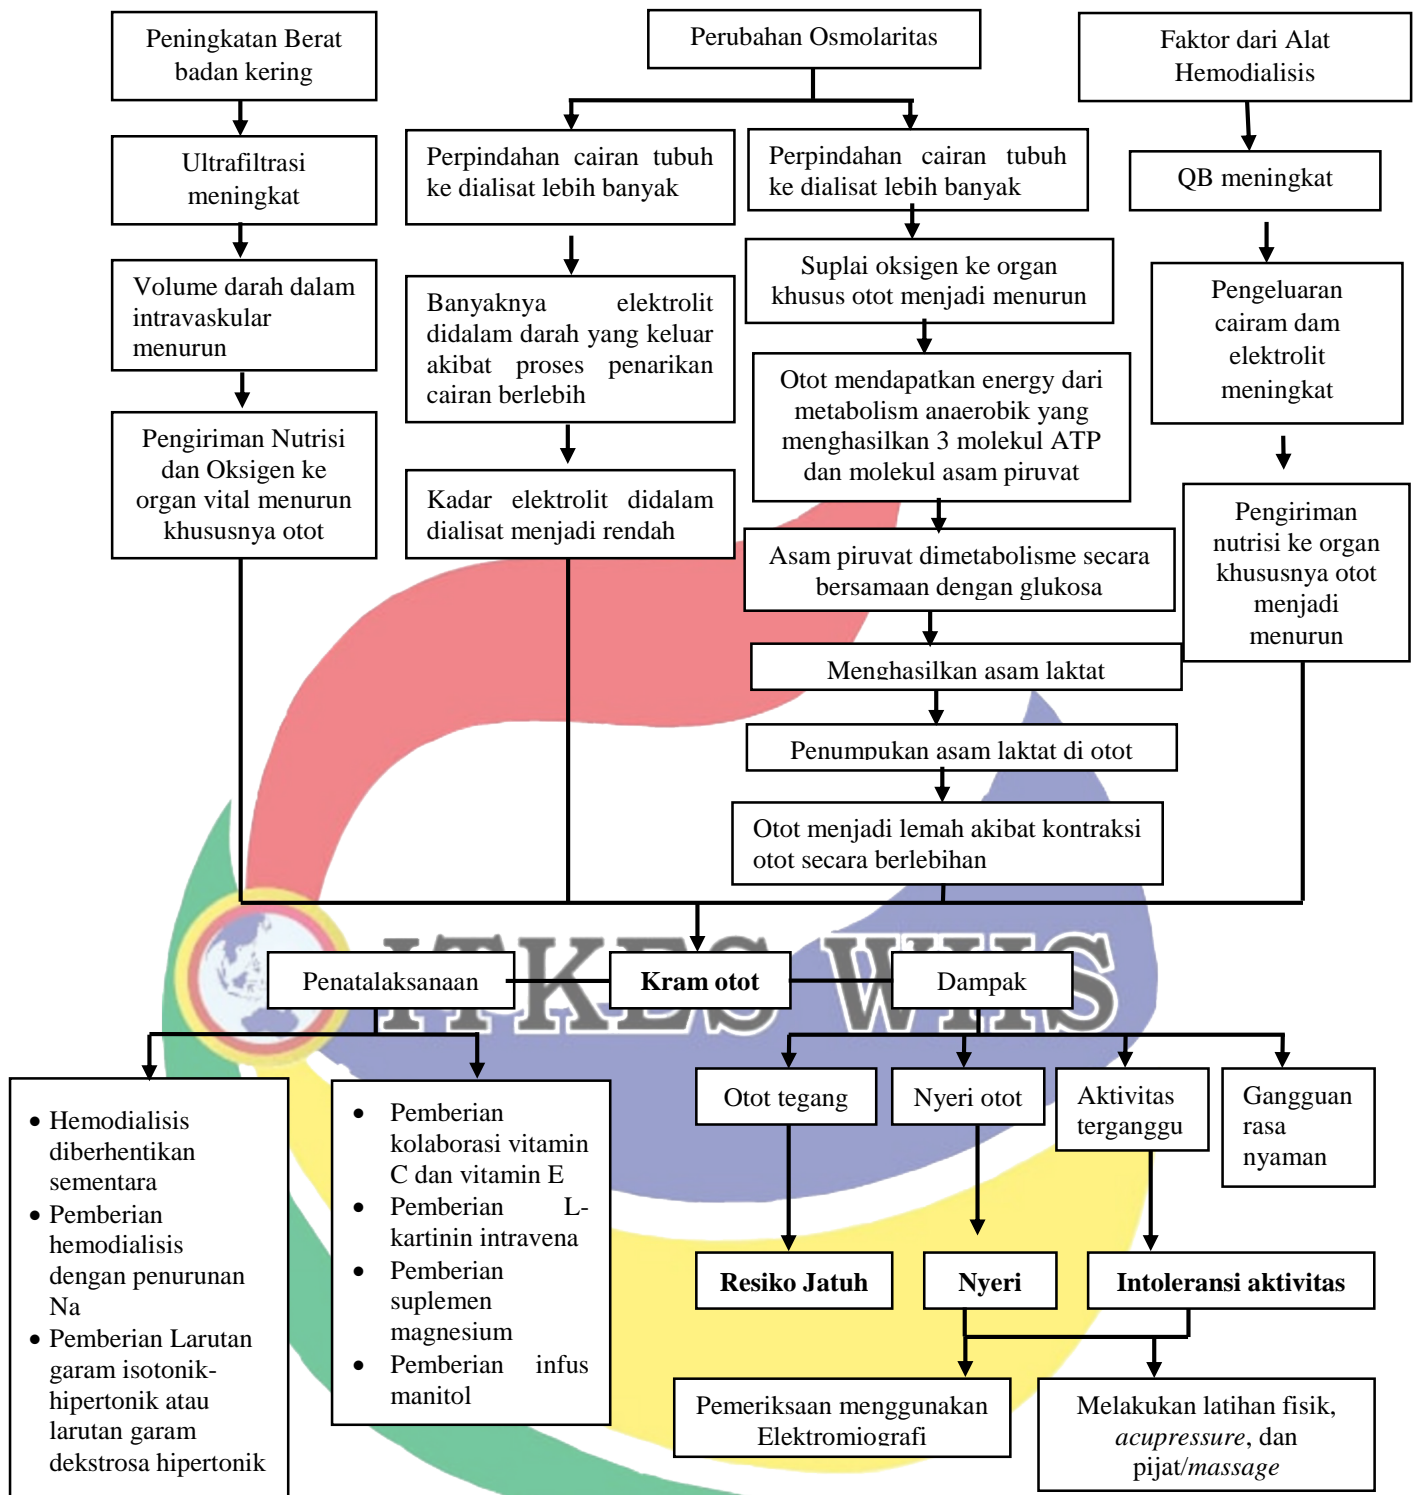 Peningkatan Berat
badan kering
Perubahan Osmolaritas
Faktor dari Alat
Hemodialisis
Ultrafiltrasi
meningkat
Perpindahan cairan tubuh
ke dialisat lebih banyak
Perpindahan cairan tubuh
ke dialisat lebih banyak
QB meningkat
Volume darah dalam
intravaskular
menurun
Banyaknya elektrolit
didalam darah yang keluar
akibat proses penarikan
cairan berlebih
Suplai oksigen ke organ
khusus otot menjadi menurun
Pengeluaran
cairam dam
elektrolit
meningkat
Pengiriman Nutrisi
dan Oksigen ke
organ vital menurun
khususnya otot
Kadar elektrolit didalam
dialisat menjadi rendah
Otot mendapatkan energy dari
metabolism anaerobik yang
menghasilkan 3 molekul ATP
dan molekul asam piruvat
Pengiriman
nutrisi ke organ
khususnya otot
menjadi
menurun
Asam piruvat dimetabolisme secara
bersamaan dengan glukosa
Menghasilkan asam laktat
Penumpukan asam laktat di otot
Otot menjadi lemah akibat kontraksi
otot secara berlebihan
ITKES WHS
Penatalaksanaan
Kram otot
Dampak
• Hemodialisis
diberhentikan
sementara
• Pemberian
hemodialisis
dengan penurunan
Na
• Pemberian Larutan
garam isotonik-
hipertonik atau
larutan garam
dekstrosa hipertonik
• Pemberian
kolaborasi vitamin
C dan vitamin E
• Pemberian L-
kartinin intravena
• Pemberian
suplemen
magnesium
• Pemberian infus
manitol
Otot tegang
Nyeri otot
Aktivitas
terganggu
Gangguan
rasa
nyaman
Resiko Jatuh
Nyeri
Intoleransi aktivitas
Pemeriksaan menggunakan
Elektromiografi
Melakukan latihan fisik,
acupressure, dan
pijat/massage